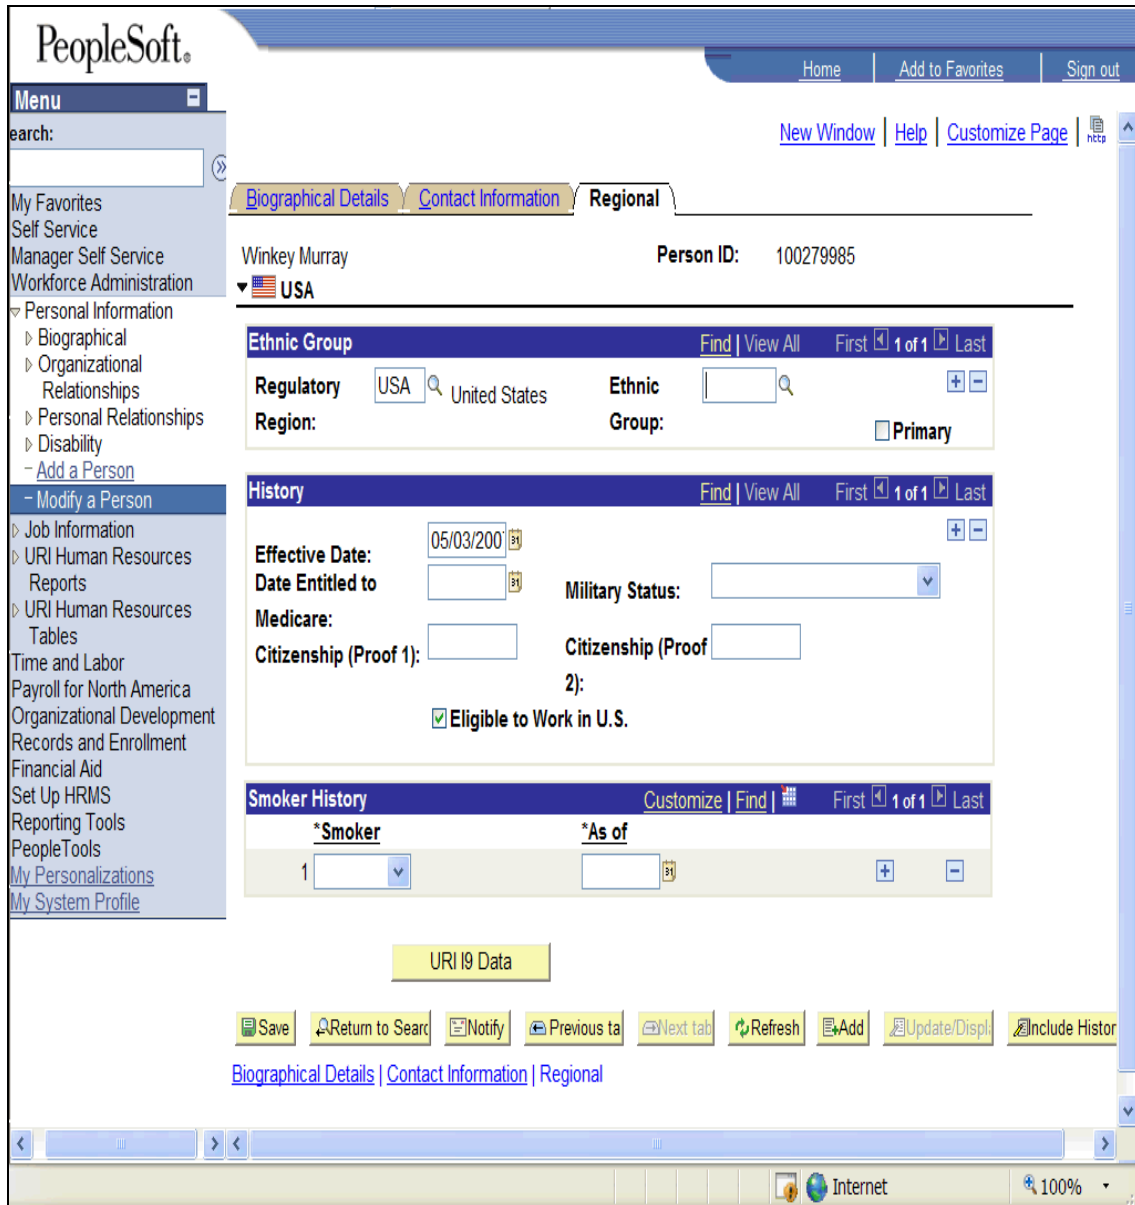 PeopleSoft®
Home Add to Favorites Sign out
Menu
earch:
New Window | Help | Customize Page | http
My Favorites
Self Service
Manager Self Service
Workforce Administration
Personal Information
Biographical
Organizational
Relationships
Personal Relationships
Disability
– Add a Person
– Modify a Person
Job Information
URI Human Resources
Reports
URI Human Resources
Tables
Time and Labor
Payroll for North America
Organizational Development
Records and Enrollment
Financial Aid
Set Up HRMS
Reporting Tools
PeopleTools
My Personalizations
My System Profile
Biographical Details Contact Information Regional
Winkey Murray Person ID: 100279985
USA
Ethnic Group Find | View All First 1 of 1 Last
Regulatory USA United States Ethnic
Region: Group: Primary
History Find | View All First 1 of 1 Last
Effective Date: 05/03/200
Date Entitled to Military Status:
Medicare:
Citizenship (Proof 1): Citizenship (Proof
2):
Eligible to Work in U.S.
Smoker History Customize | Find | First 1 of 1 Last
*Smoker *As of
1
URI I9 Data
Save Return to Searc Notify Previous ta Next tab Refresh Add Update/Displ Include Histor
Biographical Details | Contact Information | Regional
Internet 100%